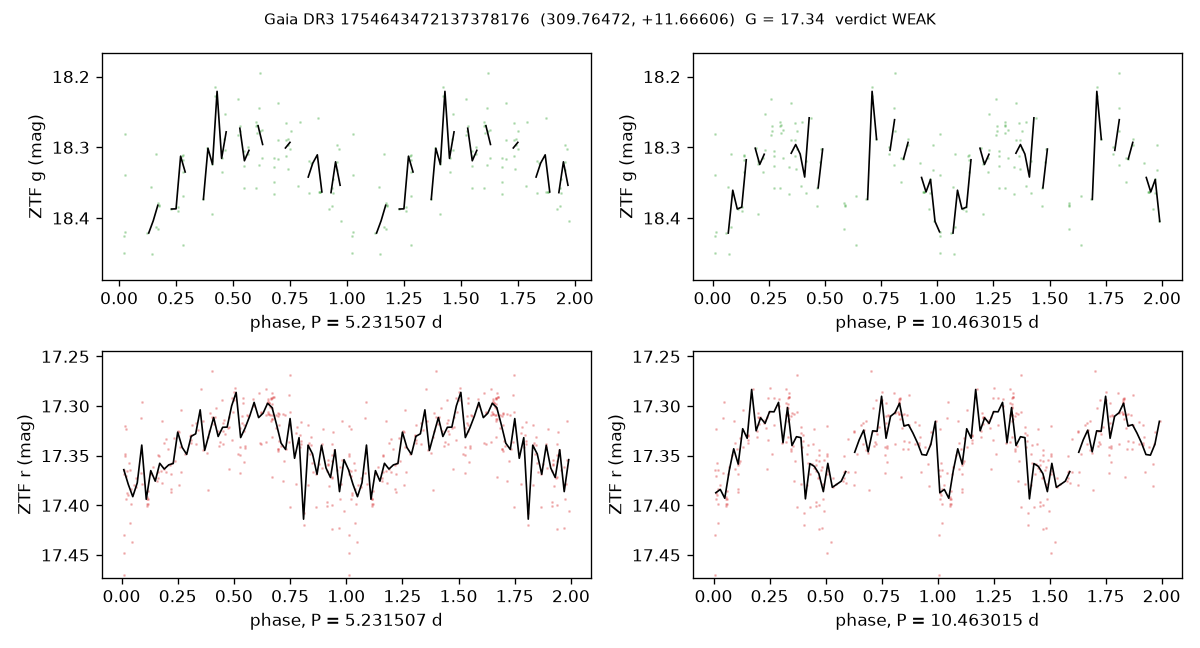 Gaia DR3 1754643472137378176  (309.76472, +11.66606)  G = 17.34  verdict WEAK
ZTF g (mag)
18.2
18.3
18.4
0.00 0.25 0.50 0.75 1.00 1.25 1.50 1.75 2.00
phase, P = 5.231507 d
ZTF g (mag)
18.2
18.3
18.4
0.00 0.25 0.50 0.75 1.00 1.25 1.50 1.75 2.00
phase, P = 10.463015 d
ZTF r (mag)
17.25
17.30
17.35
17.40
17.45
0.00 0.25 0.50 0.75 1.00 1.25 1.50 1.75 2.00
phase, P = 5.231507 d
ZTF r (mag)
17.25
17.30
17.35
17.40
17.45
0.00 0.25 0.50 0.75 1.00 1.25 1.50 1.75 2.00
phase, P = 10.463015 d